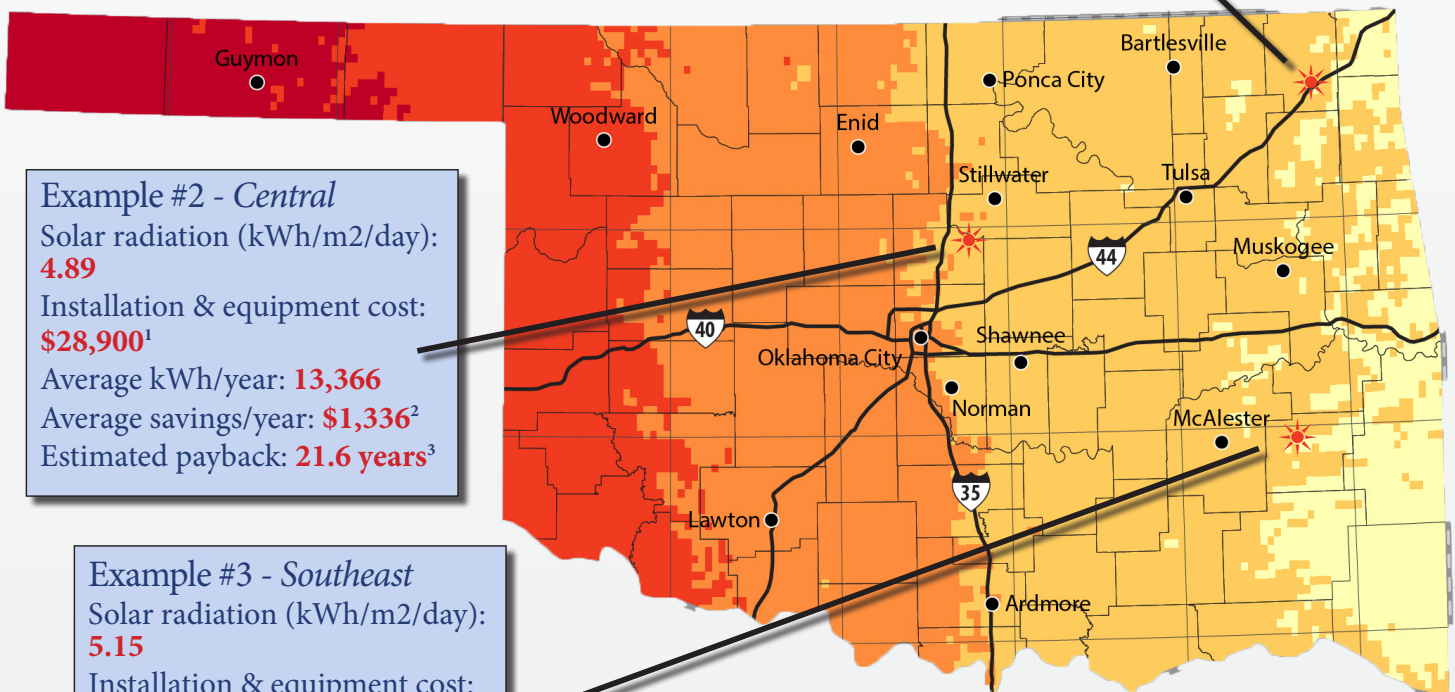 Guymon
Bartlesville
Ponca City
Woodward
Enid
Stillwater
Tulsa
Muskogee
44
40
Oklahoma City
Shawnee
Norman
McAlester
35
Lawton
Ardmore
Example #2 - Central
Solar radiation (kWh/m2/day):
4.89
Installation & equipment cost:
$28,900¹
Average kWh/year: 13,366
Average savings/year: $1,336²
Estimated payback: 21.6 years³
Example #3 - Southeast
Solar radiation (kWh/m2/day):
5.15
Installation & equipment cost: